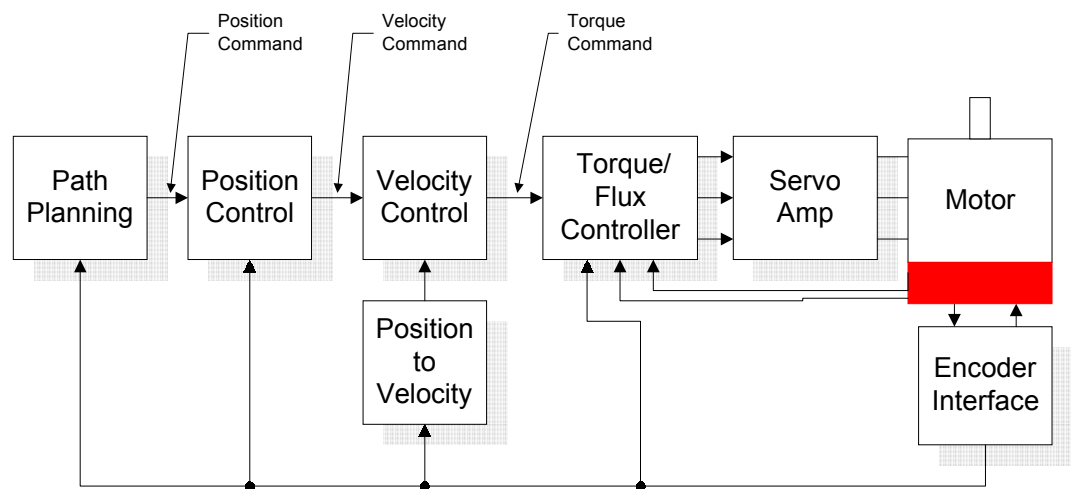 Position
Command
Velocity
Command
Torque
Command
Path
Planning
Position
Control
Velocity
Control
Torque/
Flux
Controller
Servo
Amp
Motor
Position
to
Velocity
Encoder
Interface